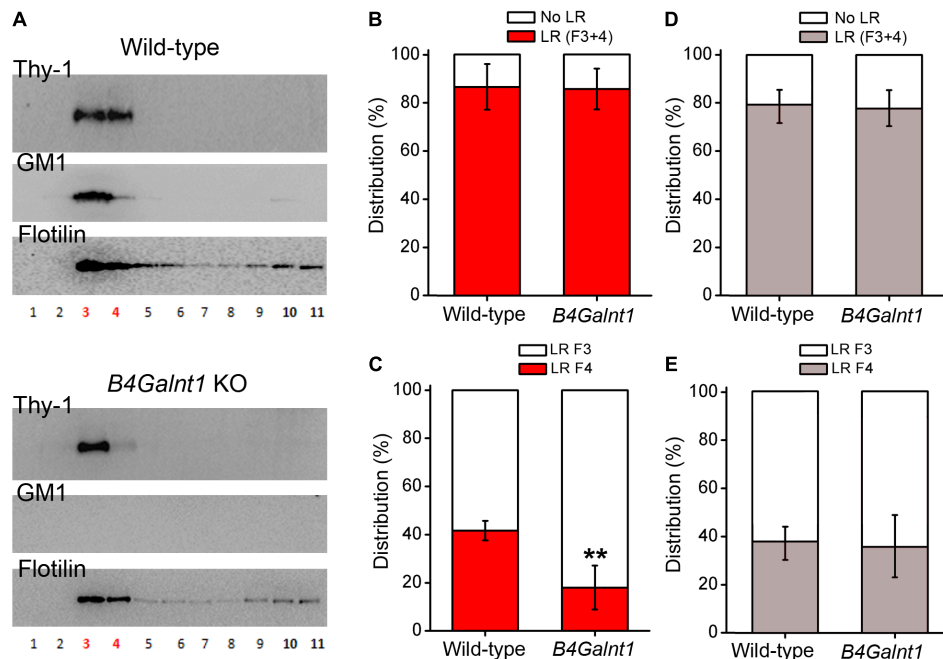 A
Wild-type
Thy-1
GM1
Flotilin
1 2 3 4 5 6 7 8 9 10 11
B4Galnt1 KO
Thy-1
GM1
Flotilin
1 2 3 4 5 6 7 8 9 10 11
B
No LR
LR (F3+4)
Distribution (%)
100
80
60
40
20
0
Wild-type
B4Galnt1
D
No LR
LR (F3+4)
Distribution (%)
100
80
60
40
20
0
Wild-type
B4Galnt1
C
LR F3
LR F4
Distribution (%)
100
80
60
40
20
0
**
Wild-type
B4Galnt1
E
LR F3
LR F4
Distribution (%)
100
80
60
40
20
0
Wild-type
B4Galnt1